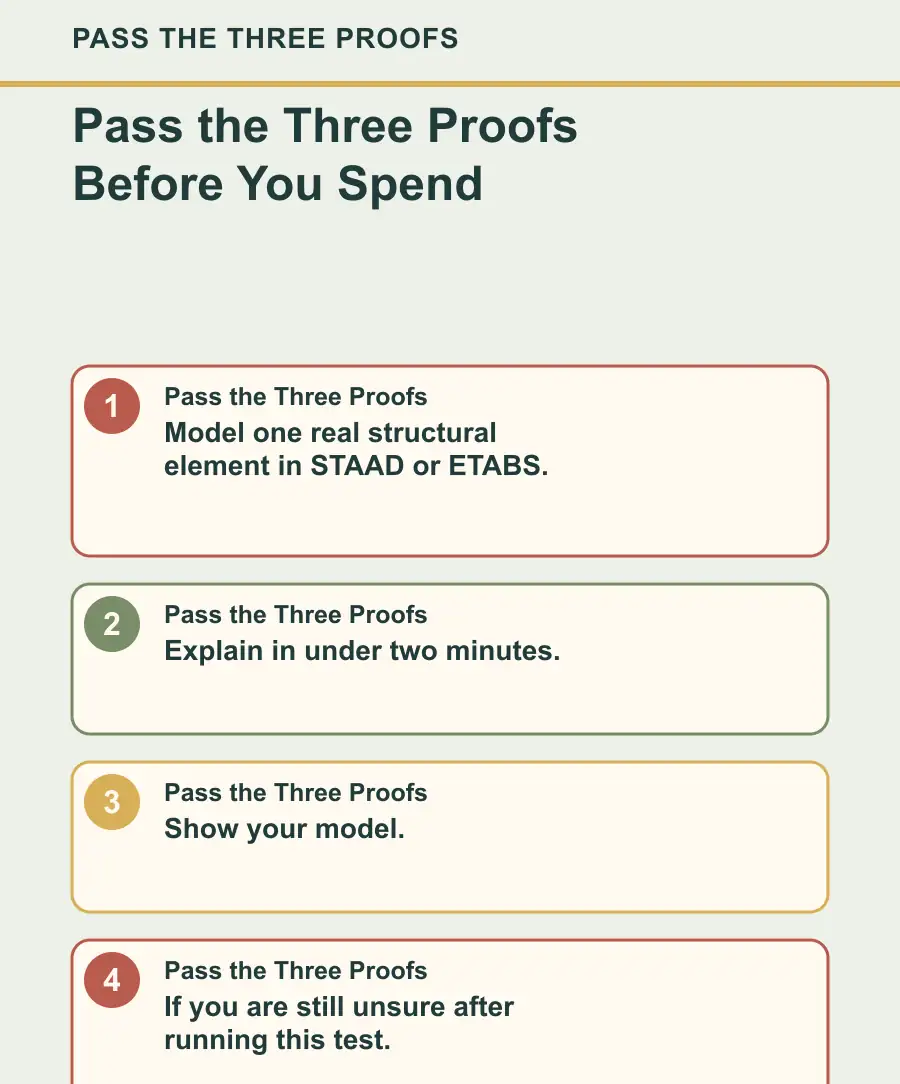 PASS THE THREE PROOFS
Pass the Three Proofs
Before You Spend
1
Pass the Three Proofs
Model one real structural
element in STAAD or ETABS.
2
Pass the Three Proofs
Explain in under two minutes.
3
Pass the Three Proofs
Show your model.
4
Pass the Three Proofs
If you are still unsure after
running this test.